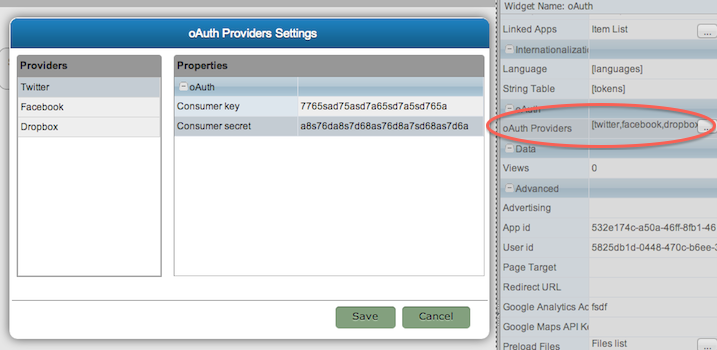 oAuth Providers Settings
Providers
Twitter
Facebook
Dropbox
Properties
oAuth
Consumer key 7765sad75asd7a65sd7a5sd765a
Consumer secret a8s76da8s7d68as76d8a7sd68as7d6a
Save Cancel
Widget Name: oAuth
Linked Apps Item List ...
Internationalizatio
Language [languages]
String Table [tokens]
oAuth
oAuth Providers [twitter,facebook,dropbox ...
Data
Views 0
Advanced
Advertising
App id 532e174c-a50a-46ff-8fb1-46
User id 5825db1d-0448-470c-b6ee-3
Page Target
Redirect URL
Google Analytics Ac fsdf
Google Maps API Ke
Preload Files Files list ...